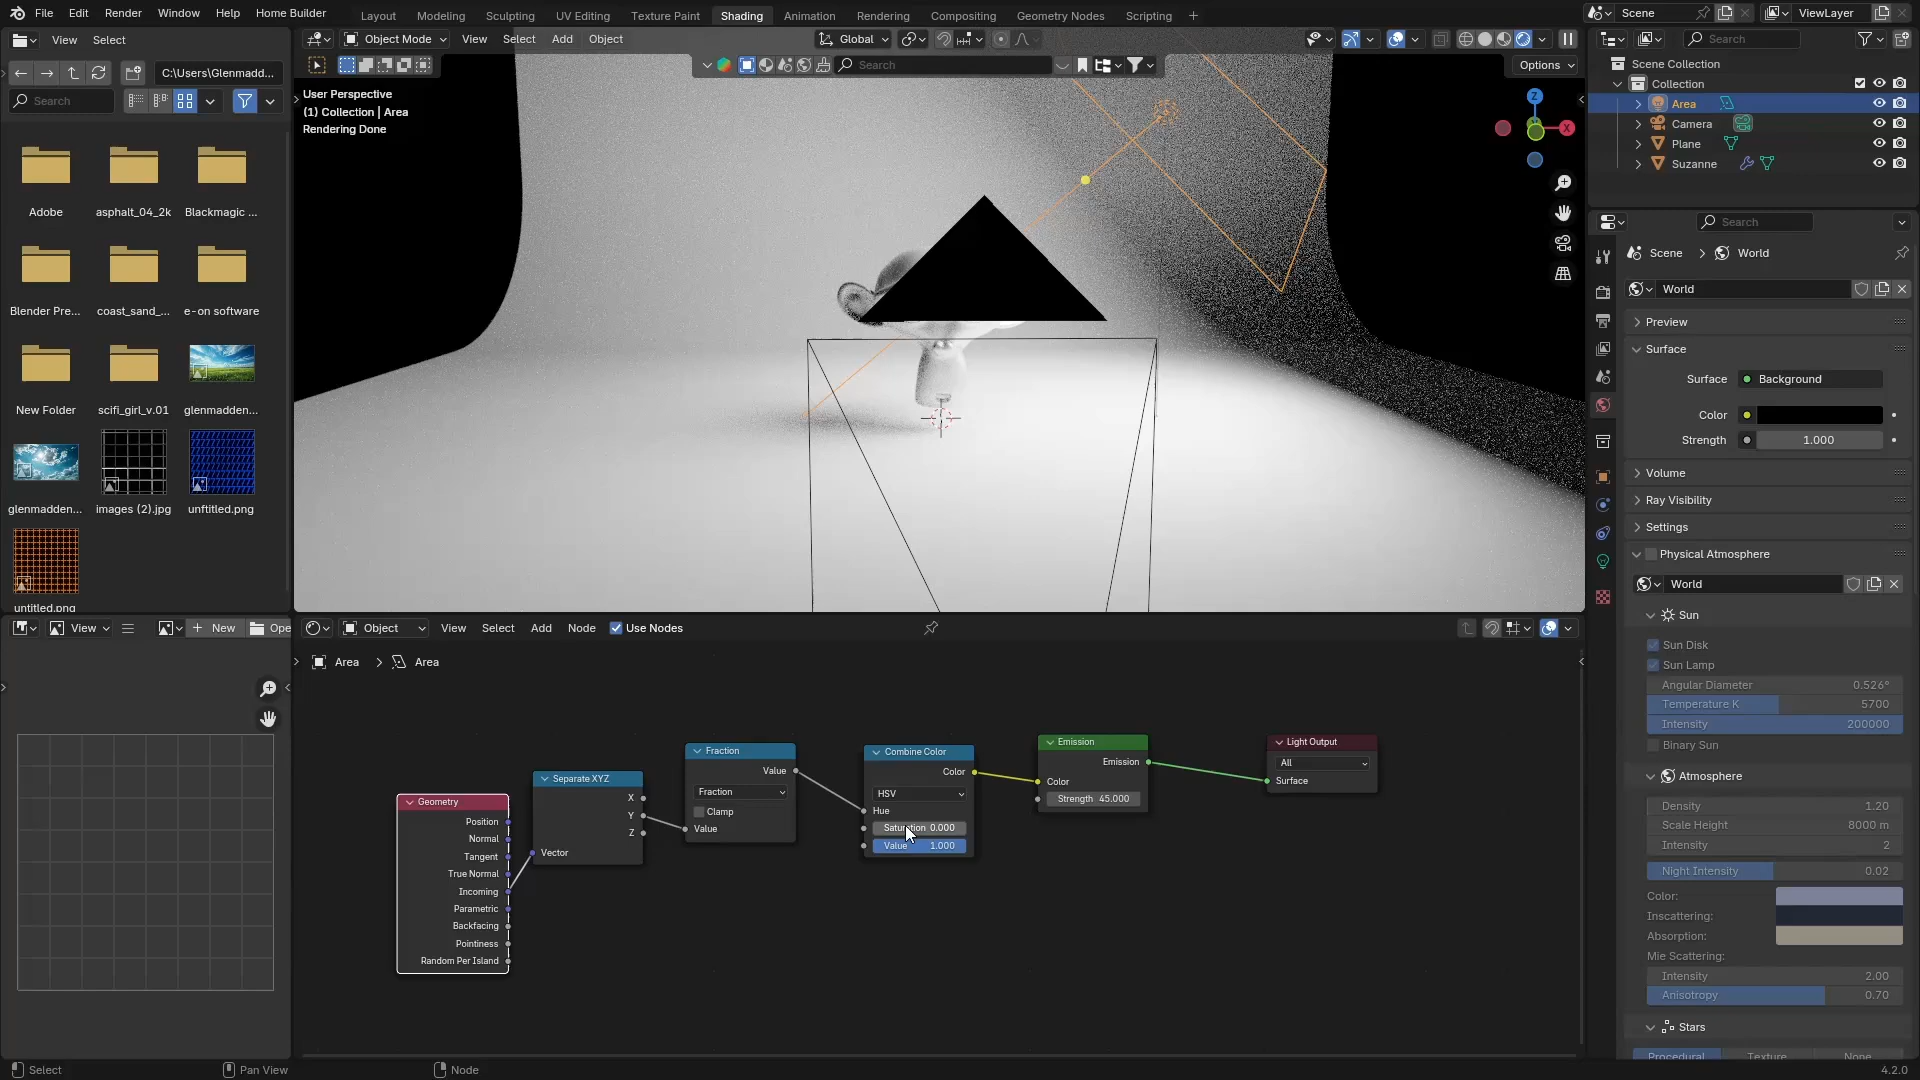 File Edit Render Window Help Home Builder
Layout Modeling Sculpting UV Editing Texture Paint Shading Animation Rendering Compositing Geometry Nodes Scripting +
Scene
ViewLayer
View Select
C:\Users\Glenmadd...
Search
Adobe
asphalt_04_2k
Blackmagic ...
Blender Pre...
coast_sand_...
e-on software
New Folder
scifi_girl_v.01
glenmadden...
glenmadden...
images (2).jpg
unftitled.png
untitled.png
Object Mode View Select Add Object
Global
Search
Options
User Perspective
(1) Collection | Area
Rendering Done
Z
X
Search
Scene Collection
Collection
Area
Camera
Plane
Suzanne
Search
Scene > World
World
Preview
Surface
Surface Background
Color
Strength 1.000
Volume
Ray Visibility
Settings
Physical Atmosphere
World
Sun
Sun Disk
Sun Lamp
Angular Diameter 0.526°
Temperature K 5700
Intensity 200000
Binary Sun
Atmosphere
Density 1.20
Scale Height 8000 m
Intensity 2
Night Intensity 0.02
Color:
Inscattering:
Absorption:
Mie Scattering:
Intensity 2.00
Anisotropy 0.70
Stars
Procedural Texture None
View
+ New
Ope
Object View Select Add Node Use Nodes
Area > Area
Geometry
Position
Normal
Tangent
True Normal
Incoming
Parametric
Backfacing
Pointiness
Random Per Island
Separate XYZ
X
Y
Z
Vector
Fraction
Value
Fraction
Clamp
Value
Combine Color
Color
HSV
Hue
Saturation 0.000
Value 1.000
Emission
Emission
Color
Strength 45.000
Light Output
All
Surface
Select
Pan View
Node
4.2.0